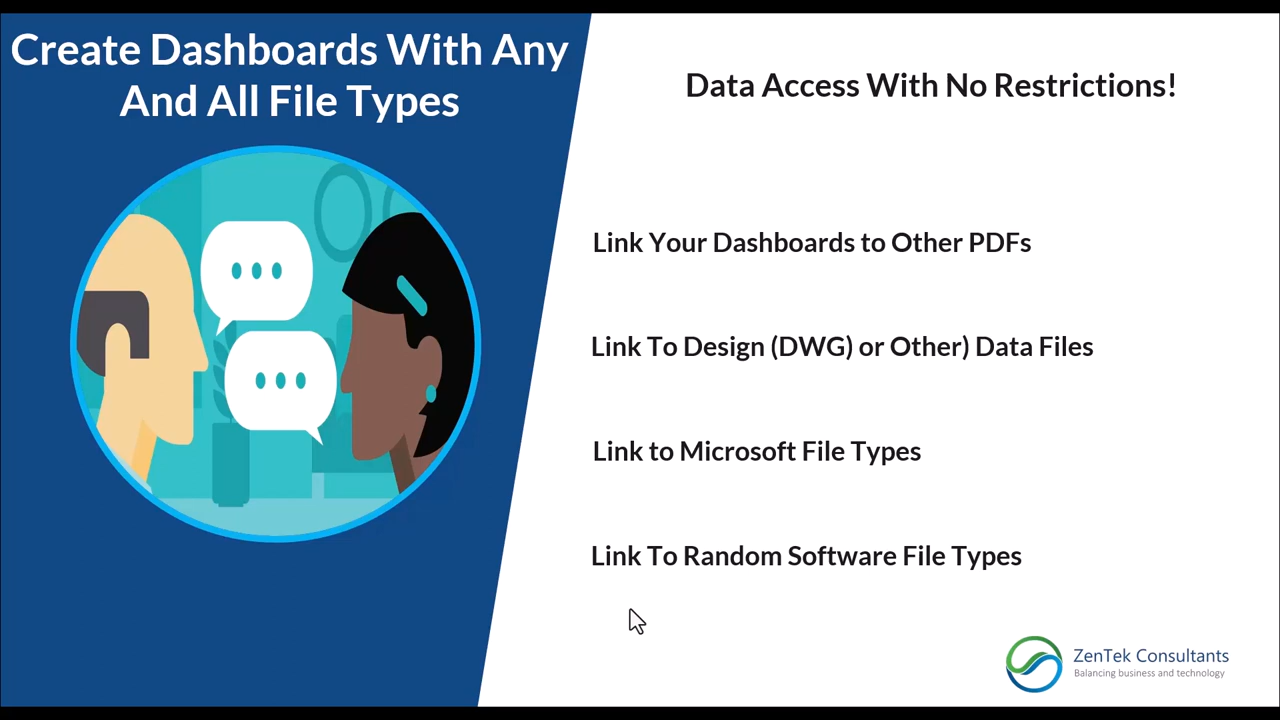 Create Dashboards With Any
And All File Types
Data Access With No Restrictions!
Link Your Dashboards to Other PDFs
Link To Design (DWG) or Other) Data Files
Link to Microsoft File Types
Link To Random Software File Types
ZenTek Consultants
Balancing business and technology